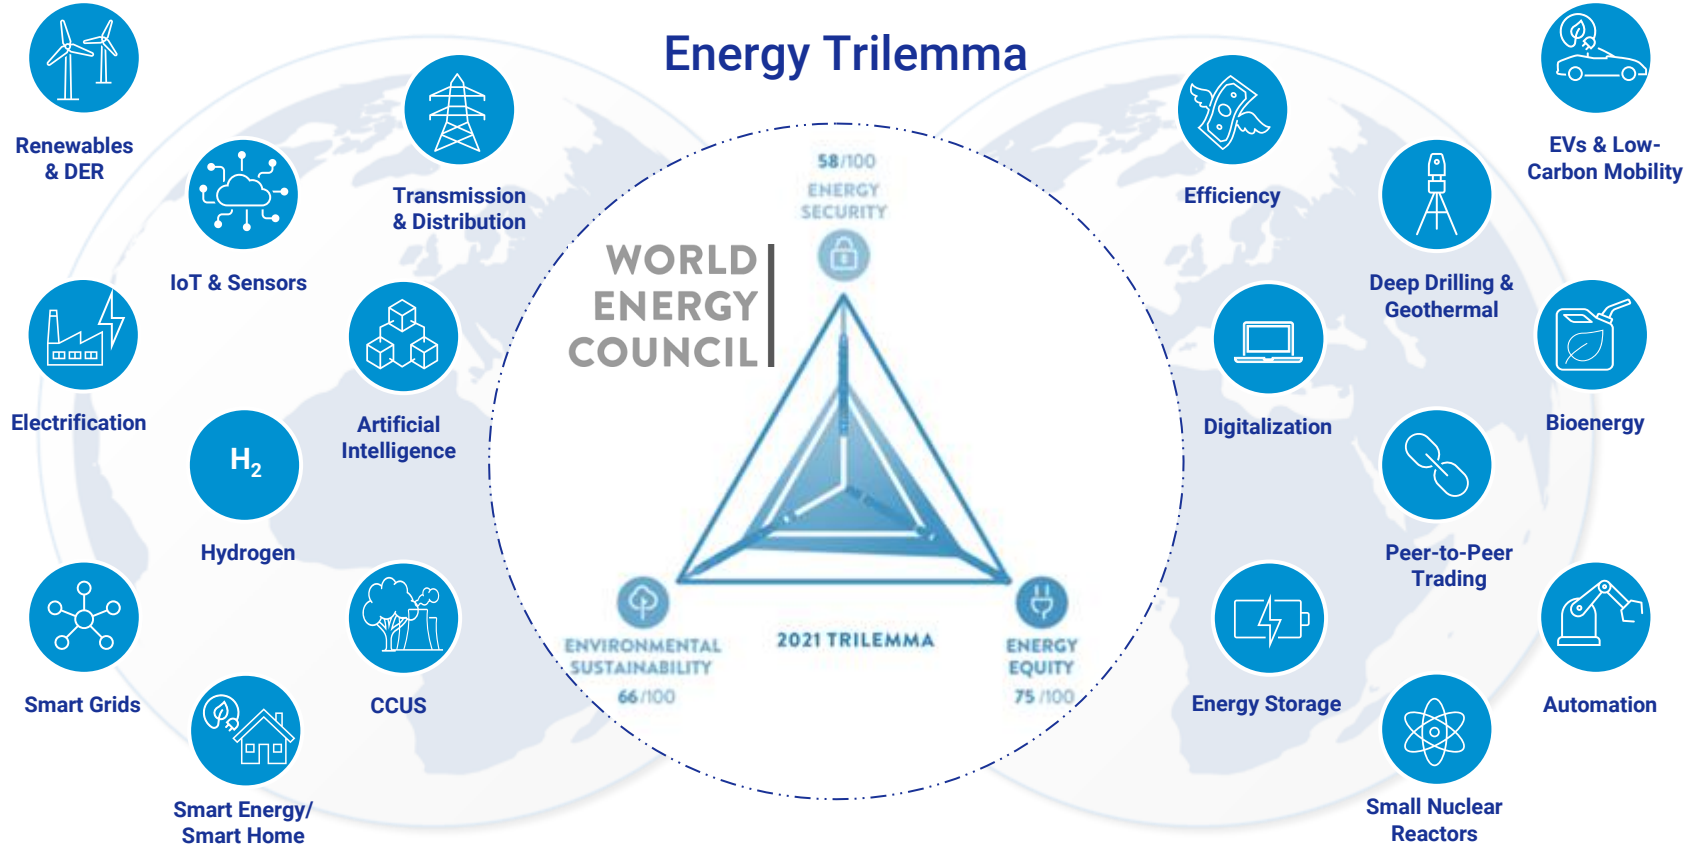 Energy Trilemma
Renewables
& DER
IoT & Sensors
Transmission
& Distribution
Electrification
Artificial
Intelligence
H2
Hydrogen
Smart Grids
CCUS
Smart Energy/
Smart Home
WORLD
ENERGY
COUNCIL
58/100
ENERGY
SECURITY
ENVIRONMENTAL
SUSTAINABILITY
66/100
2021 TRILEMMA
ENERGY
EQUITY
75/100
Efficiency
EVs & Low-
Carbon Mobility
Deep Drilling &
Geothermal
Digitalization
Bioenergy
Peer-to-Peer
Trading
Energy Storage
Automation
Small Nuclear
Reactors